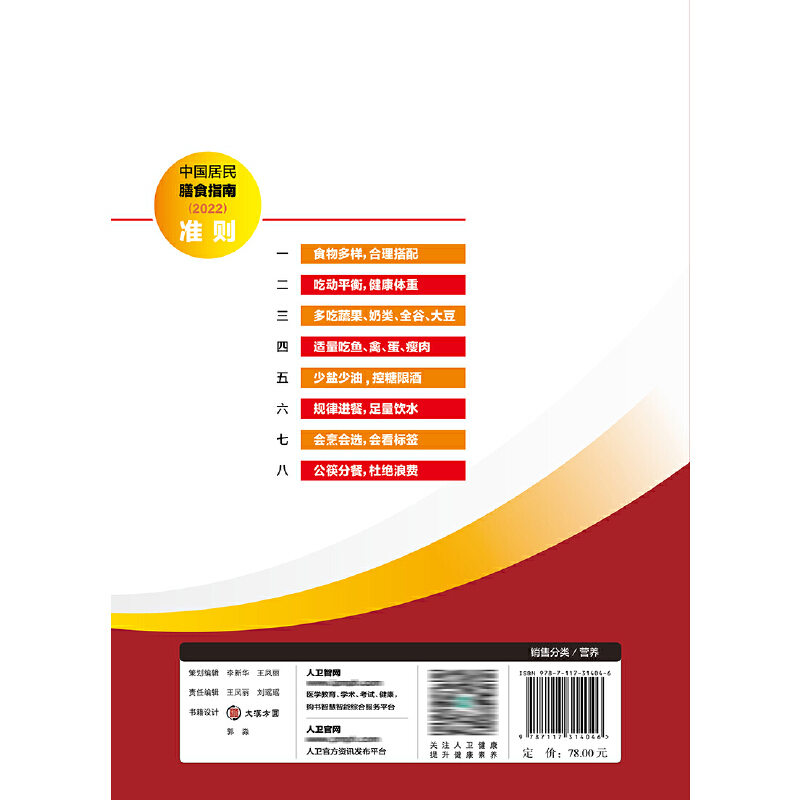 中国居民
膳食指南
(2022)
准 则
一 食物多样,合理搭配
二 吃动平衡,健康体重
三 多吃蔬果、奶类、全谷、大豆
四 适量吃鱼、禽、蛋、瘦肉
五 少盐少油,控糖限酒
六 规律进餐,足量饮水
七 会烹会选,会看标签
八 公筷分餐,杜绝浪费
销售分类/营养
策划编辑 李新华 王凤丽
责任编辑 王凤丽 刘瑶瑶
书籍设计 大漢方圓
郭 淼
人卫智网
医学教育、学术、考试、健康,
购书智慧智能综合服务平台
人卫官网
人卫官方资讯发布平台
关注人卫健康
提升健康素养
ISBN 978-7-117-31404-6
9 787117 314046
定 价: 78.00 元